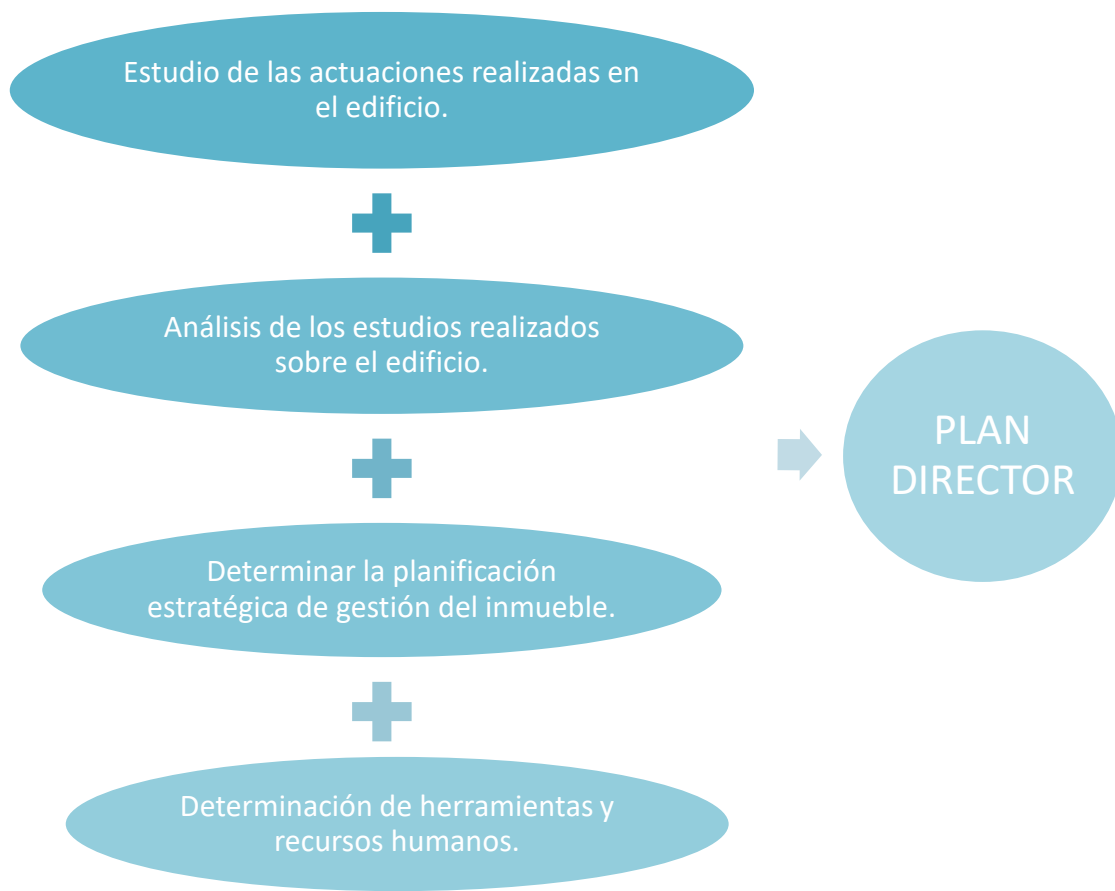 Estudio de las actuaciones realizadas en
el edificio.
Análisis de los estudios realizados
sobre el edificio.
Determinar la planificación
estratégica de gestión del inmueble.
Determinación de herramientas y
recursos humanos.
PLAN
DIRECTOR